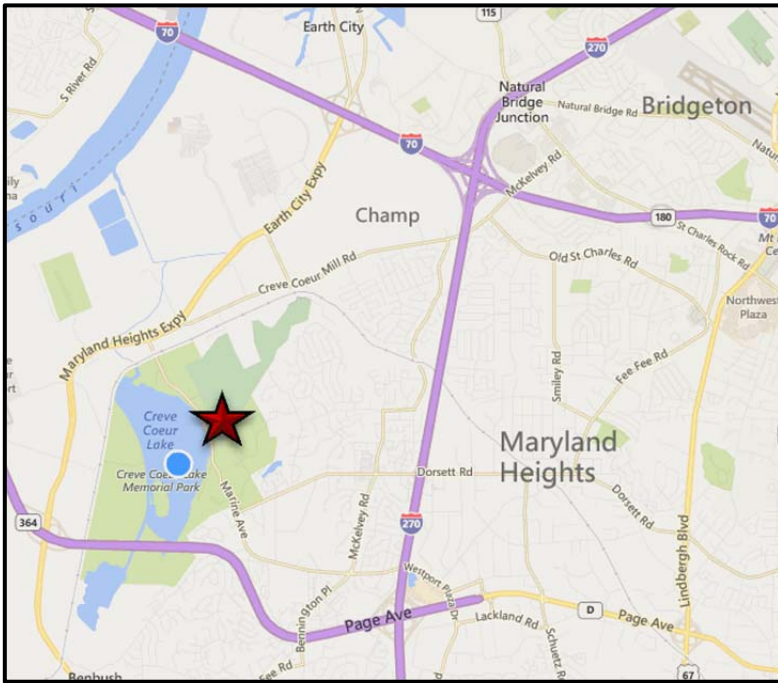 115
70
Earth City
270
S River Rd
Natural
Bridge
Junction
Natural Bridge Rd
Bridgeton
70
McKelvey Rd
Earth City Expy
souri
Champ
180
70
St Charles Rock Rd
Old St Charles Rd
Creve Coeur Mill Rd
Northwest
Plaza
Maryland Heights Expy
Smiley Rd
Fee Fee Rd
Creve
Coeur
Lake
Maryland
Heights
Memorial Park
Dorsett Rd
Marine Ave
McKelvey Rd
Dorsett Rd
Lindbergh Blvd
364
270
Westport Plaza Dr
Bennington Pl
Page Ave
Lackland Rd
D
Page Ave
Schuetz R
Fee Rd
67